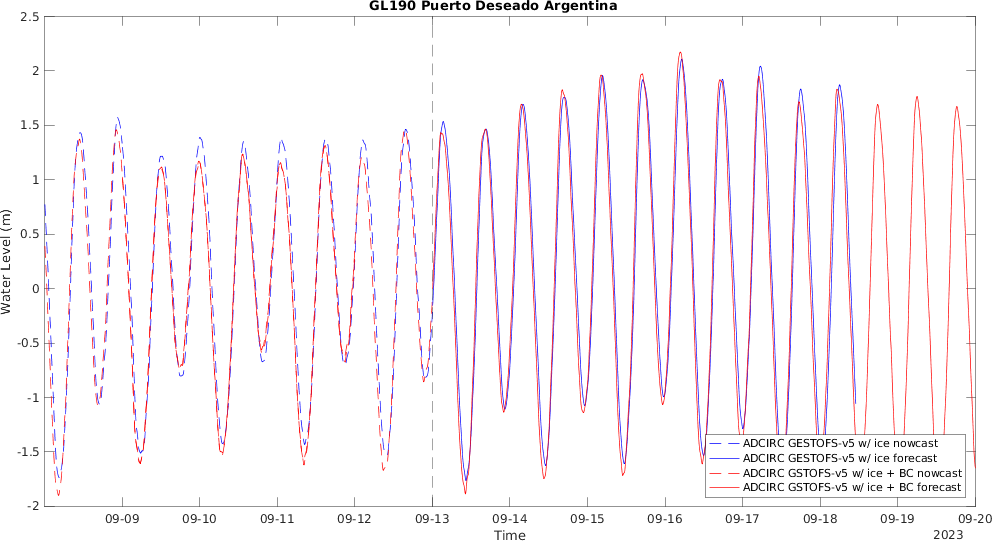 GL190 Puerto Deseado Argentina
2.5
2
1.5
1
0.5
0
-0.5
-1
-1.5
-2
Water Level (m)
ADCIRC GESTOFS-v5 w/ ice nowcast
ADCIRC GESTOFS-v5 w/ ice forecast
ADCIRC GSTOFS-v5 w/ ice + BC nowcast
ADCIRC GSTOFS-v5 w/ ice + BC forecast
09-09 09-10 09-11 09-12 09-13 09-14 09-15 09-16 09-17 09-18 09-19 09-20
Time
2023